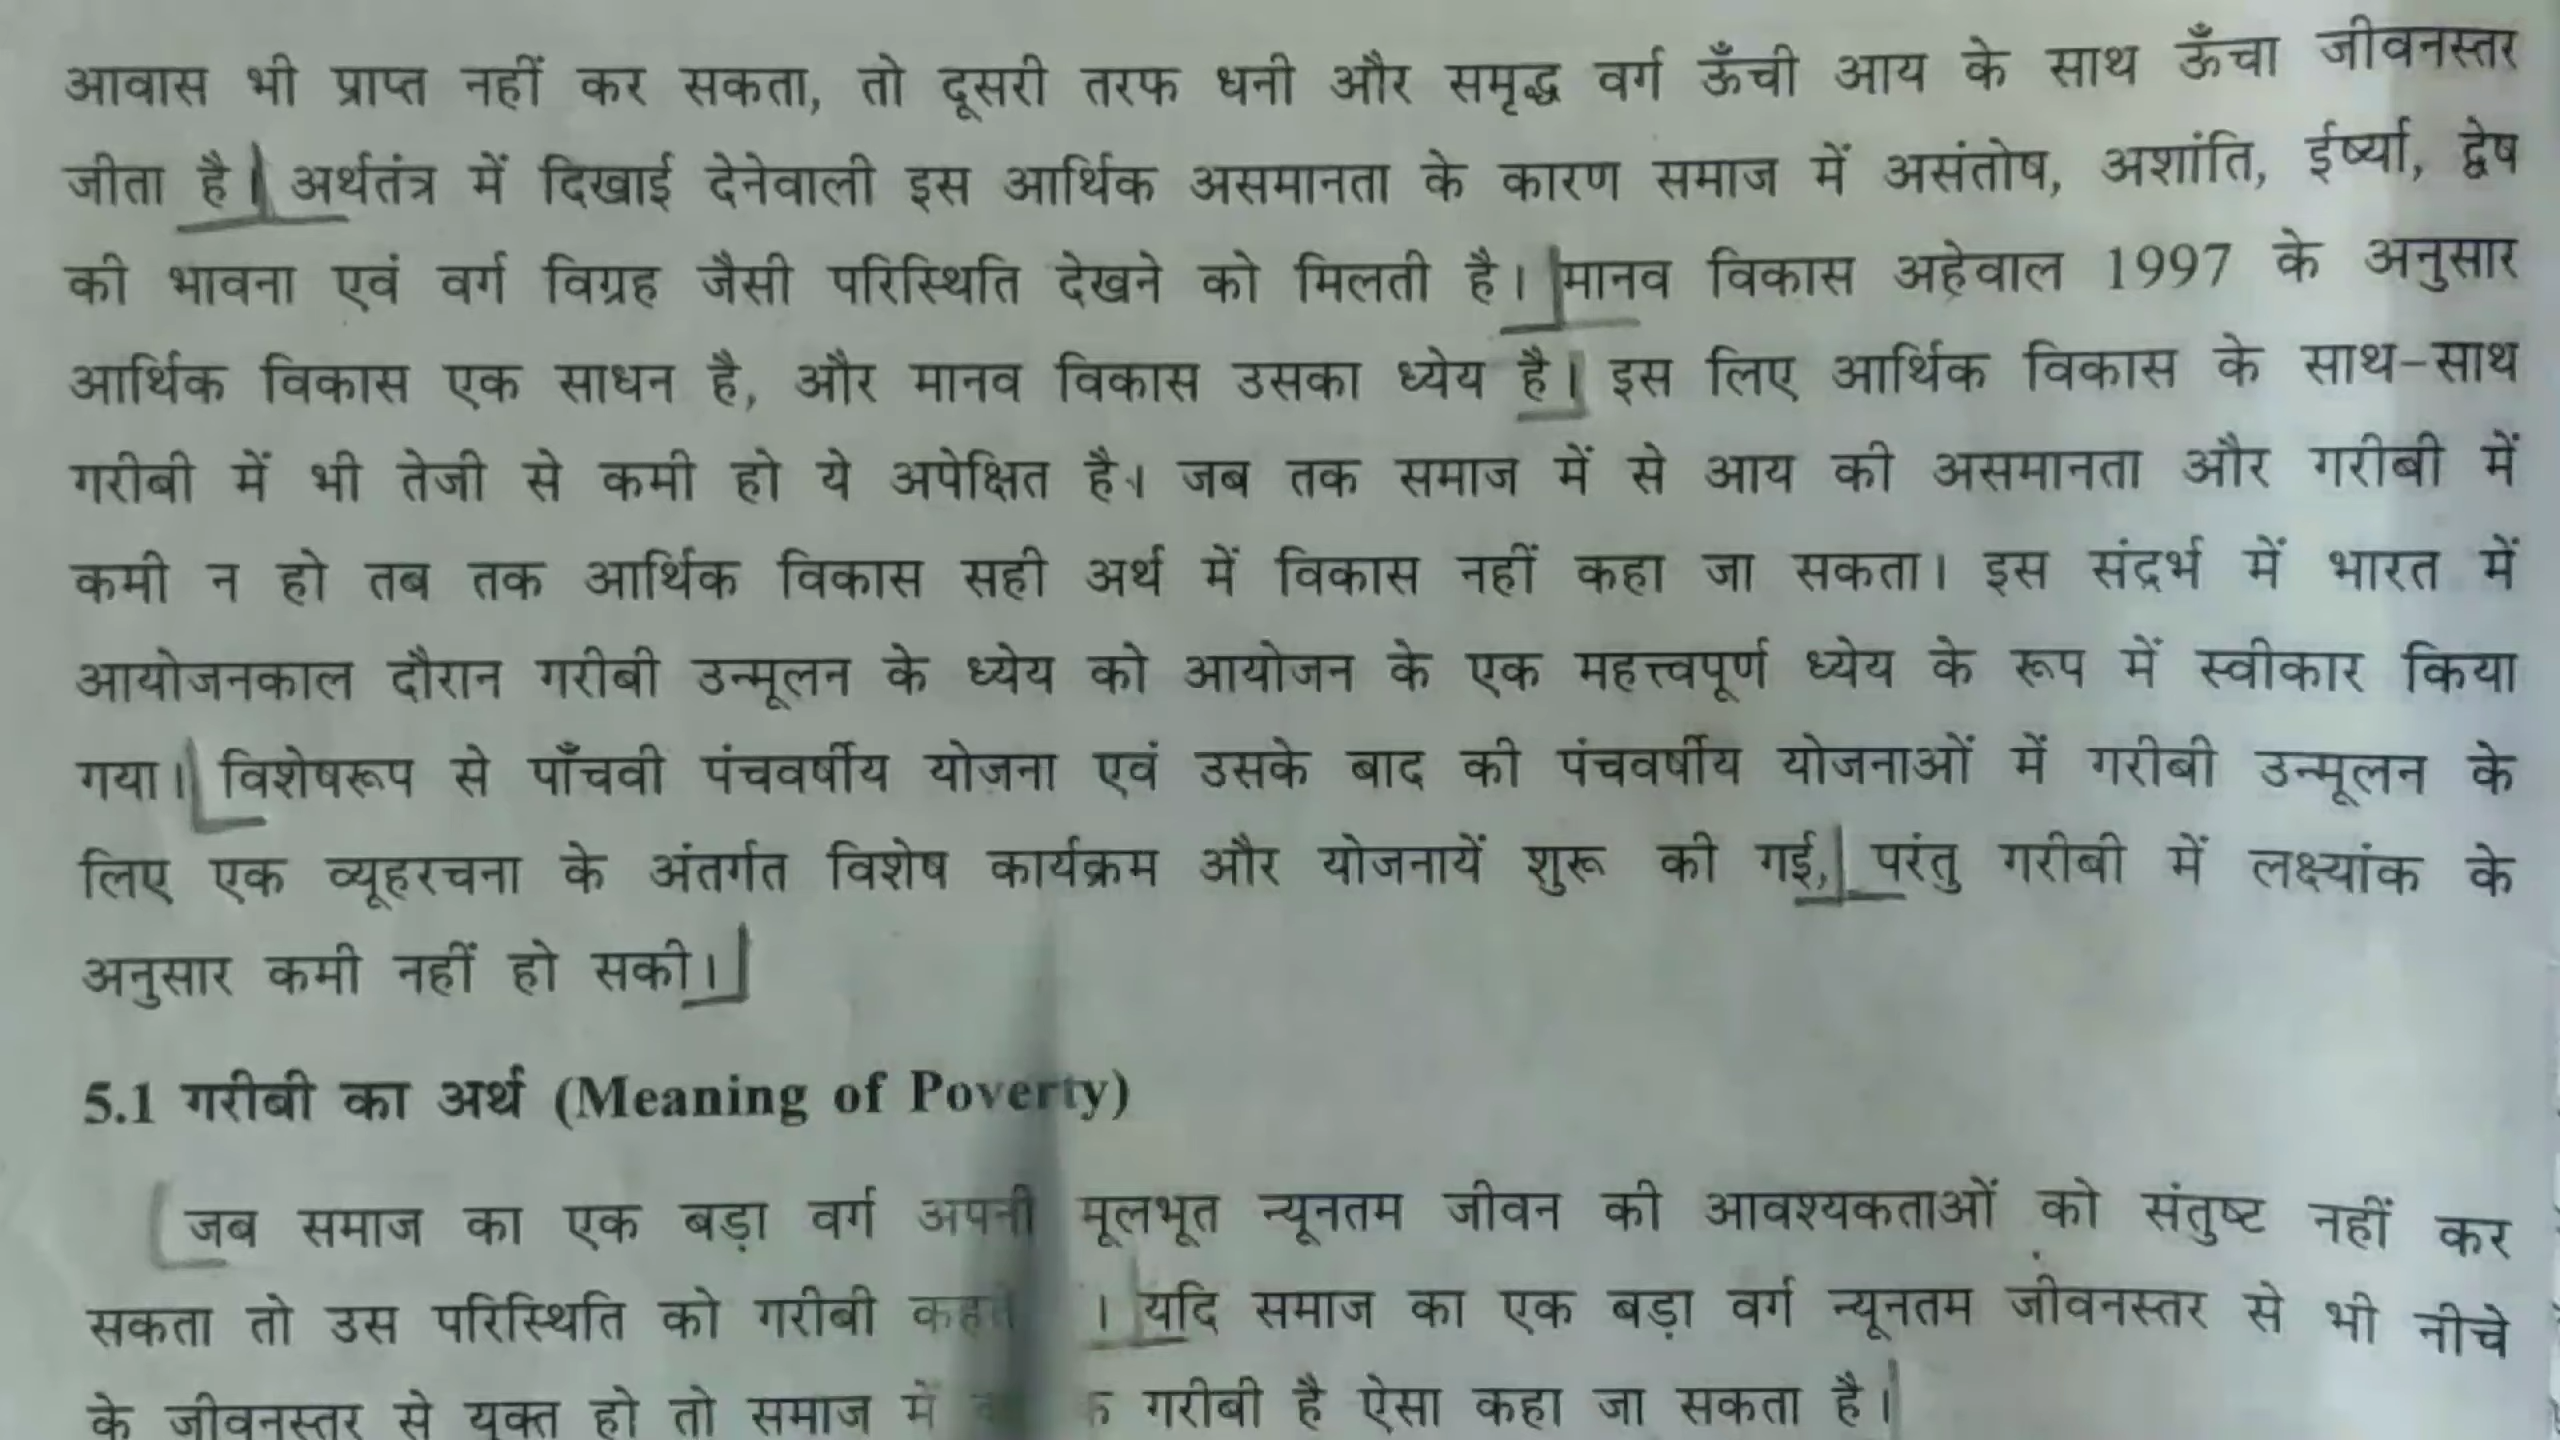 आवास भी प्राप्त नहीं कर सकता, तो दूसरी तरफ धनी और समृद्ध वर्ग ऊँची आय के साथ ऊँचा जीवनस्तर
जीता है। अर्थतंत्र में दिखाई देनेवाली इस आर्थिक असमानता के कारण समाज में असंतोष, अशांति, ईर्ष्या, द्वेष
की भावना एवं वर्ग विग्रह जैसी परिस्थिति देखने को मिलती है। मानव विकास अहेवाल 1997 के अनुसार
आर्थिक विकास एक साधन है, और मानव विकास उसका ध्येय है। इस लिए आर्थिक विकास के साथ-साथ
गरीबी में भी तेजी से कमी हो ये अपेक्षित है। जब तक समाज में से आय की असमानता और गरीबी में
कमी न हो तब तक आर्थिक विकास सही अर्थ में विकास नहीं कहा जा सकता। इस संदर्भ में भारत में
आयोजनकाल दौरान गरीबी उन्मूलन के ध्येय को आयोजन के एक महत्त्वपूर्ण ध्येय के रूप में स्वीकार किया
गया। विशेषरूप से पाँचवी पंचवर्षीय योजना एवं उसके बाद की पंचवर्षीय योजनाओं में गरीबी उन्मूलन के
लिए एक व्यूहरचना के अंतर्गत विशेष कार्यक्रम और योजनायें शुरू की गई, परंतु गरीबी में लक्ष्यांक के
अनुसार कमी नहीं हो सकी।
5.1 गरीबी का अर्थ (Meaning of Poverty)
जब समाज का एक बड़ा वर्ग अपनी मूलभूत न्यूनतम जीवन की आवश्यकताओं को संतुष्ट नहीं कर
सकता तो उस परिस्थिति को गरीबी कहते । यदि समाज का एक बड़ा वर्ग न्यूनतम जीवनस्तर से भी नीचे
के जीवनस्तर से युक्त हो तो समाज में गरीबी है ऐसा कहा जा सकता है।